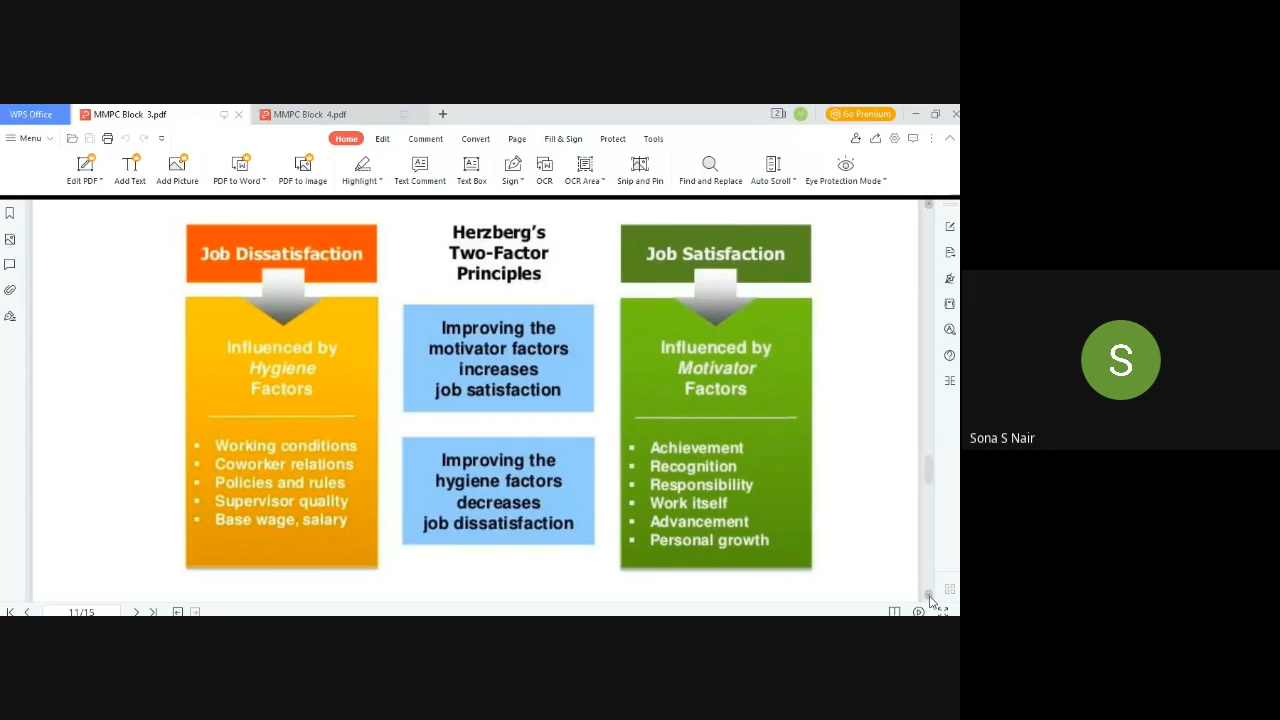 WPS Office
MMPC Block 3.pdf
MMPC Block 4.pdf
Go Premium
Menu
Home
Edit
Comment
Convert
Page
Fill & Sign
Protect
Tools
Edit PDF
Add Text
Add Picture
PDF to Word
PDF to Image
Highlight
Text Comment
Text Box
Sign
OCR
OCR Area
Snip and Pin
Find and Replace
Auto Scroll
Eye Protection Mode
Job Dissatisfaction
Influenced by
Hygiene
Factors
▪ Working conditions
▪ Coworker relations
▪ Policies and rules
▪ Supervisor quality
▪ Base wage, salary
Herzberg's
Two-Factor
Principles
Improving the
motivator factors
increases
job satisfaction
Improving the
hygiene factors
decreases
job dissatisfaction
Job Satisfaction
Influenced by
Motivator
Factors
▪ Achievement
▪ Recognition
▪ Responsibility
▪ Work itself
▪ Advancement
▪ Personal growth
11/15
S
Sona S Nair